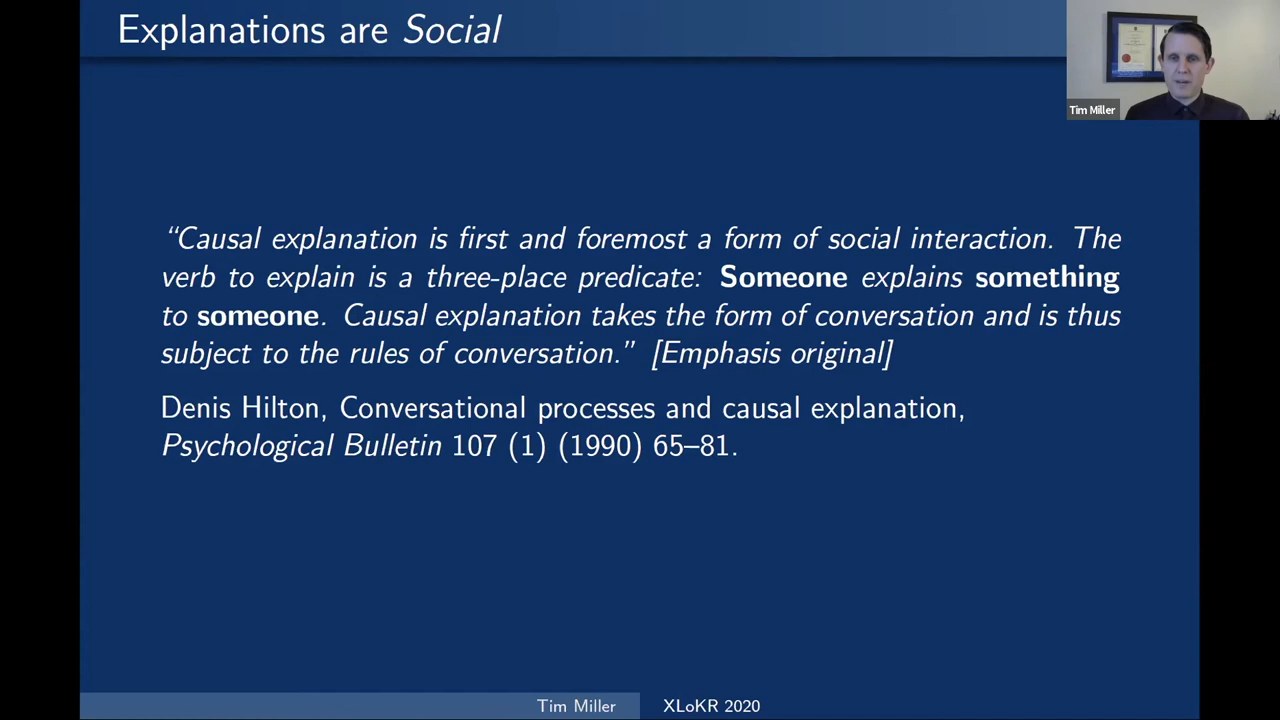 Explanations are Social
Tim Miller
“Causal explanation is first and foremost a form of social interaction. The
verb to explain is a three-place predicate: Someone explains something
to someone. Causal explanation takes the form of conversation and is thus
subject to the rules of conversation.” [Emphasis original]
Denis Hilton, Conversational processes and causal explanation,
Psychological Bulletin 107 (1) (1990) 65–81.
Tim Miller XLoKR 2020